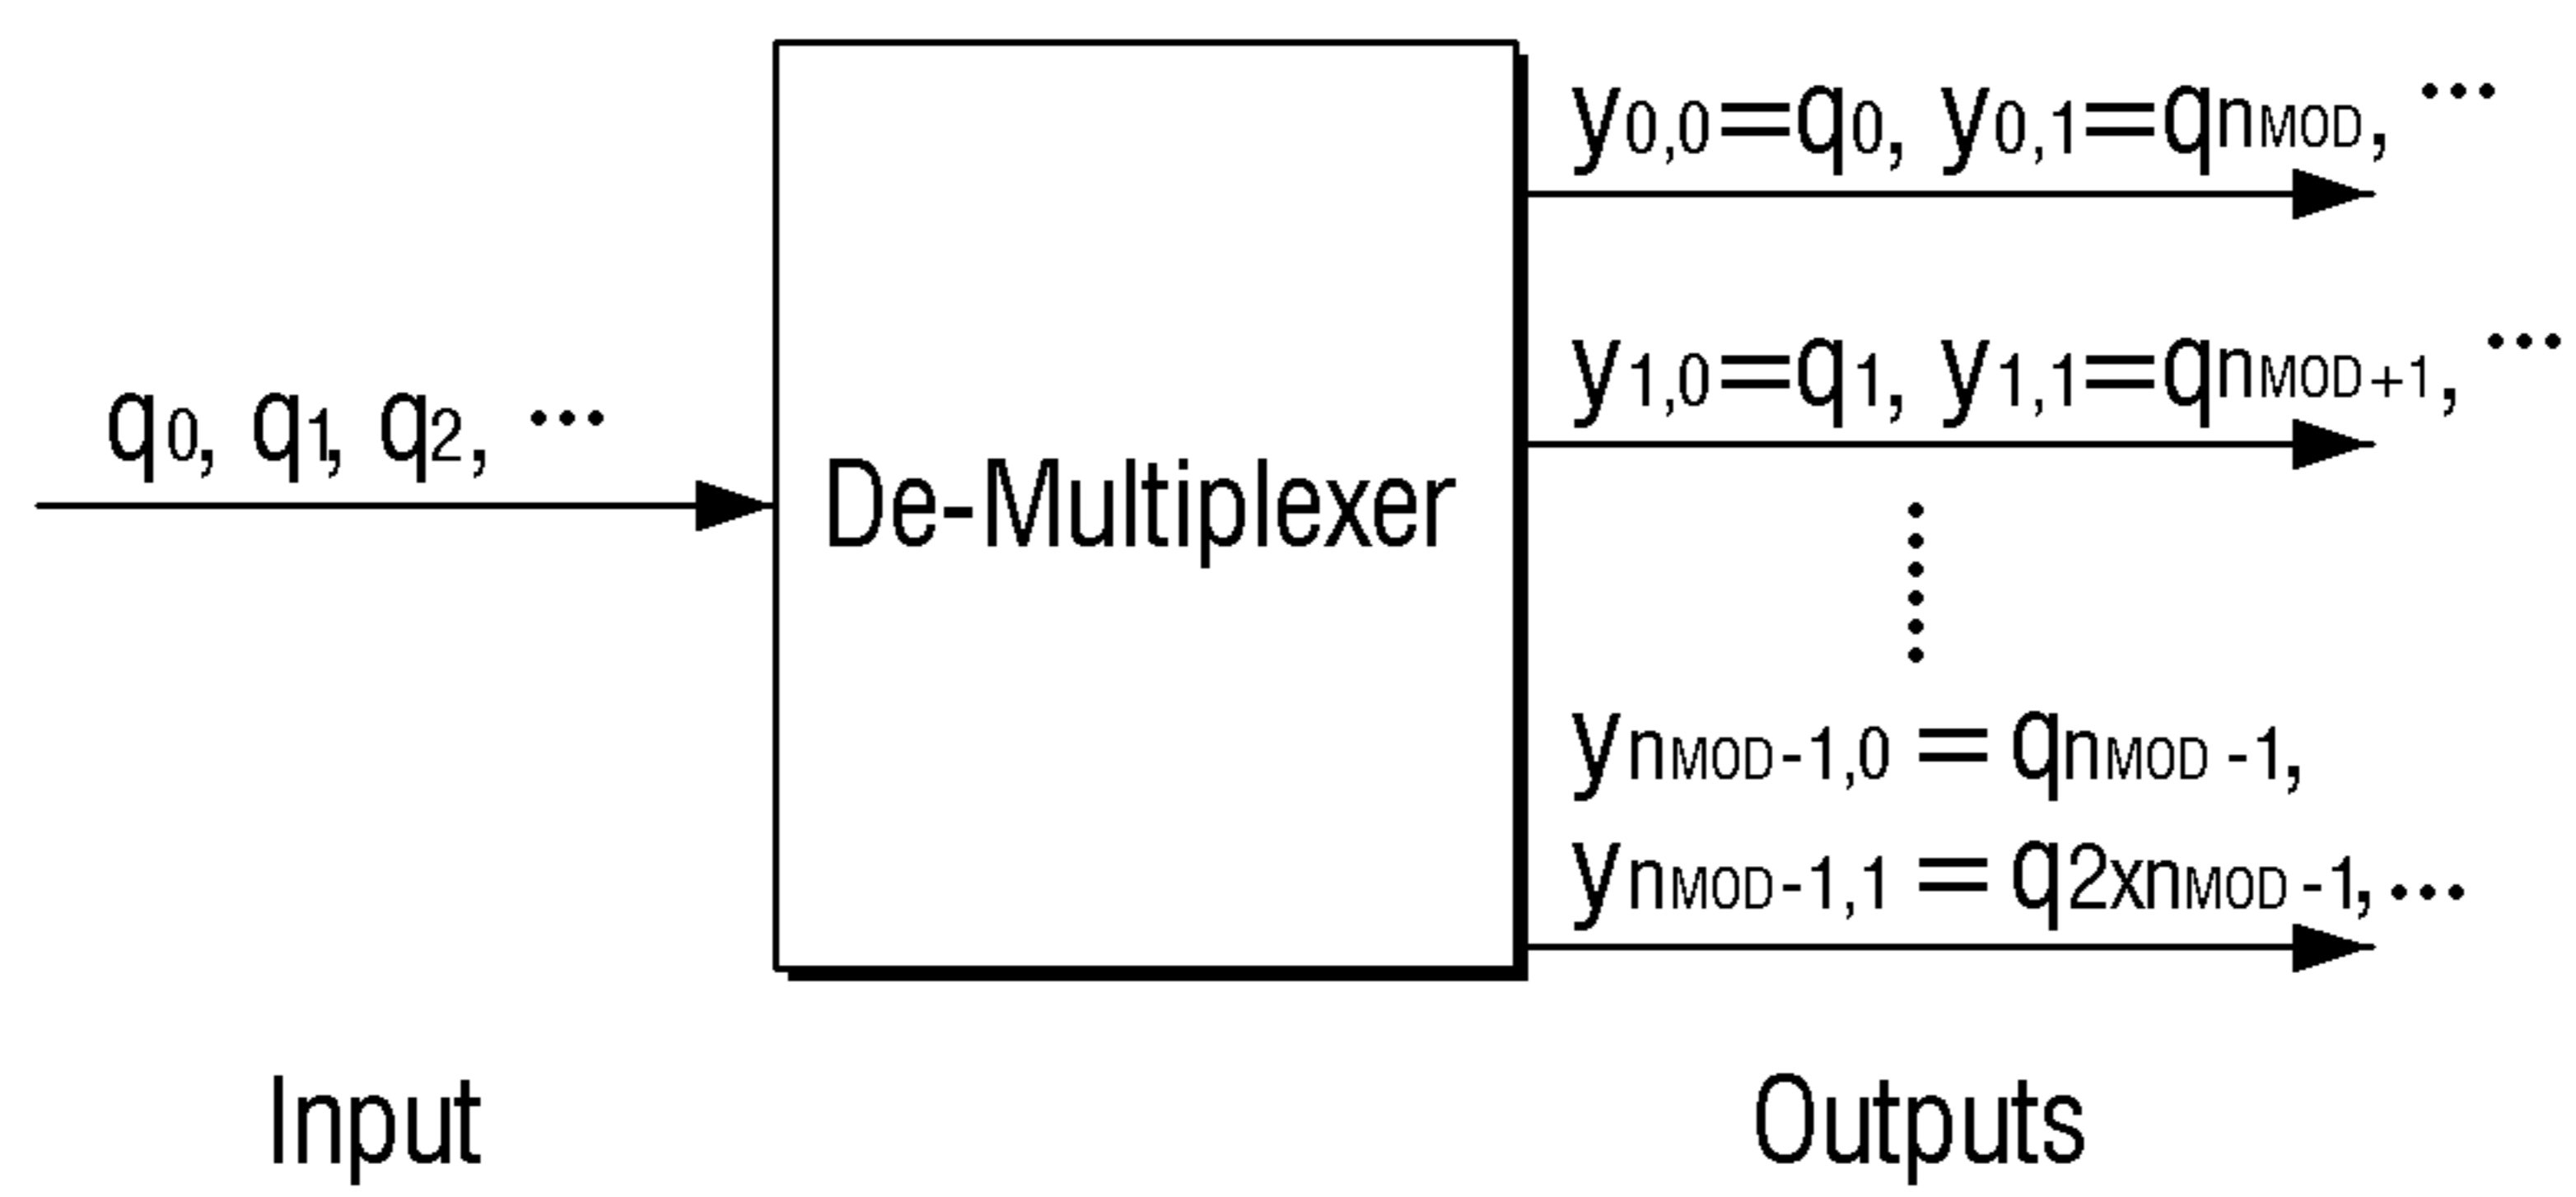 y0,0=q0, y0,1=qnMOD, ...
y1,0=q1, y1,1=qnMOD+1, ...
q0, q1, q2, ...
De-Multiplexer
ynMOD-1,0 = qnMOD -1,
ynMOD-1,1 = q2xnMOD -1, ...
Input
Outputs